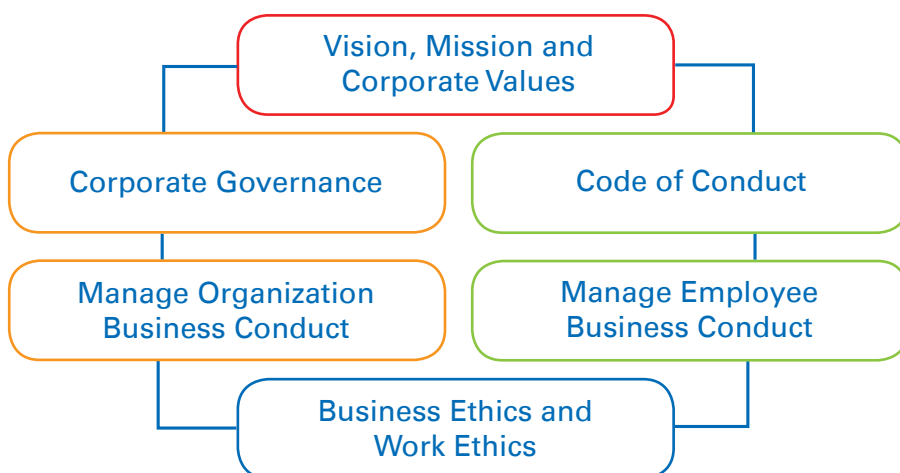 Vision, Mission and
Corporate Values
Corporate Governance
Code of Conduct
Manage Organization
Business Conduct
Manage Employee
Business Conduct
Business Ethics and
Work Ethics